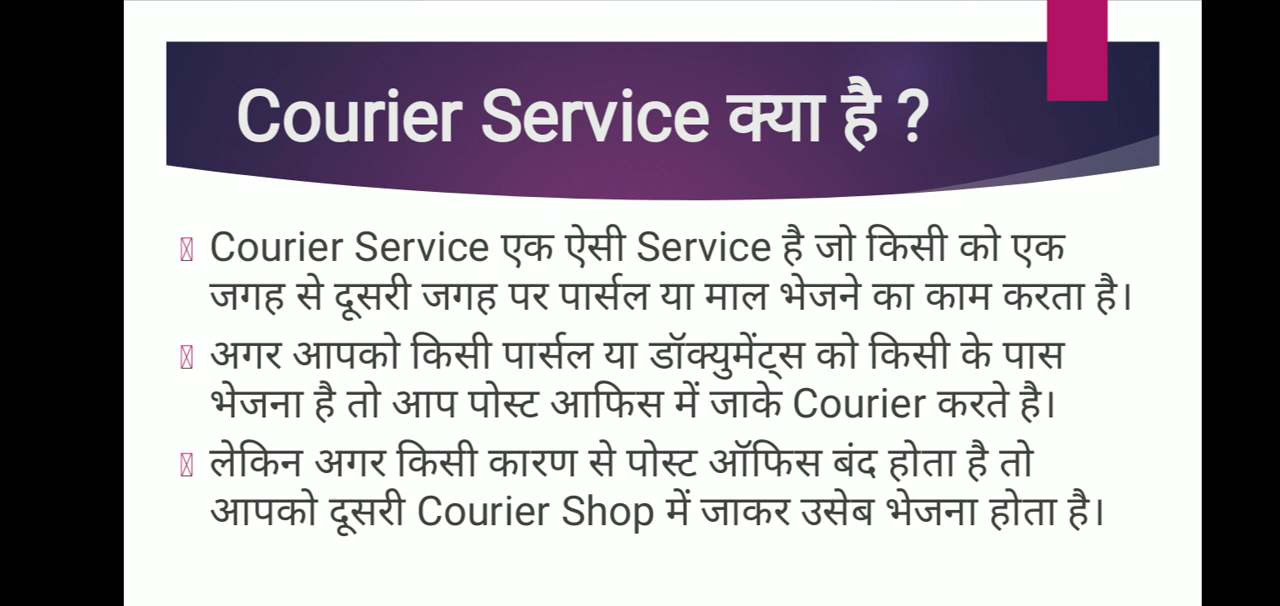 Courier Service क्या है ?
Courier Service एक ऐसी Service है जो किसी को एक
जगह से दूसरी जगह पर पार्सल या माल भेजने का काम करता है।
अगर आपको किसी पार्सल या डॉक्युमेंट्स को किसी के पास
भेजना है तो आप पोस्ट आफिस में जाके Courier करते है।
लेकिन अगर किसी कारण से पोस्ट ऑफिस बंद होता है तो
आपको दूसरी Courier Shop में जाकर उसेब भेजना होता है।